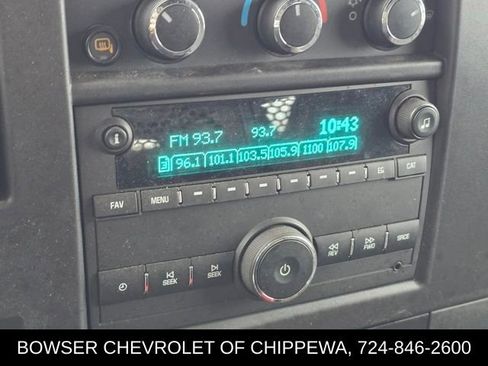 FM 93.7 93.7 10:43
3 96.1 101.1 103.5 105.9 1100 107.9
FAV MENU EQ CAT
SEEK SEEK REV FWD SRCE
BOWSER CHEVROLET OF CHIPPEWA, 724-846-2600